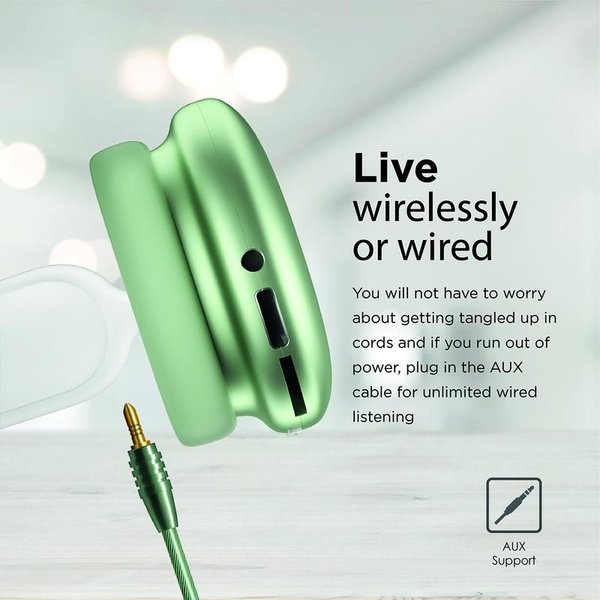 Live
wirelessly
or wired
You will not have to worry
about getting tangled up in
cords and if you run out of
power, plug in the AUX
cable for unlimited wired
listening
AUX
Support